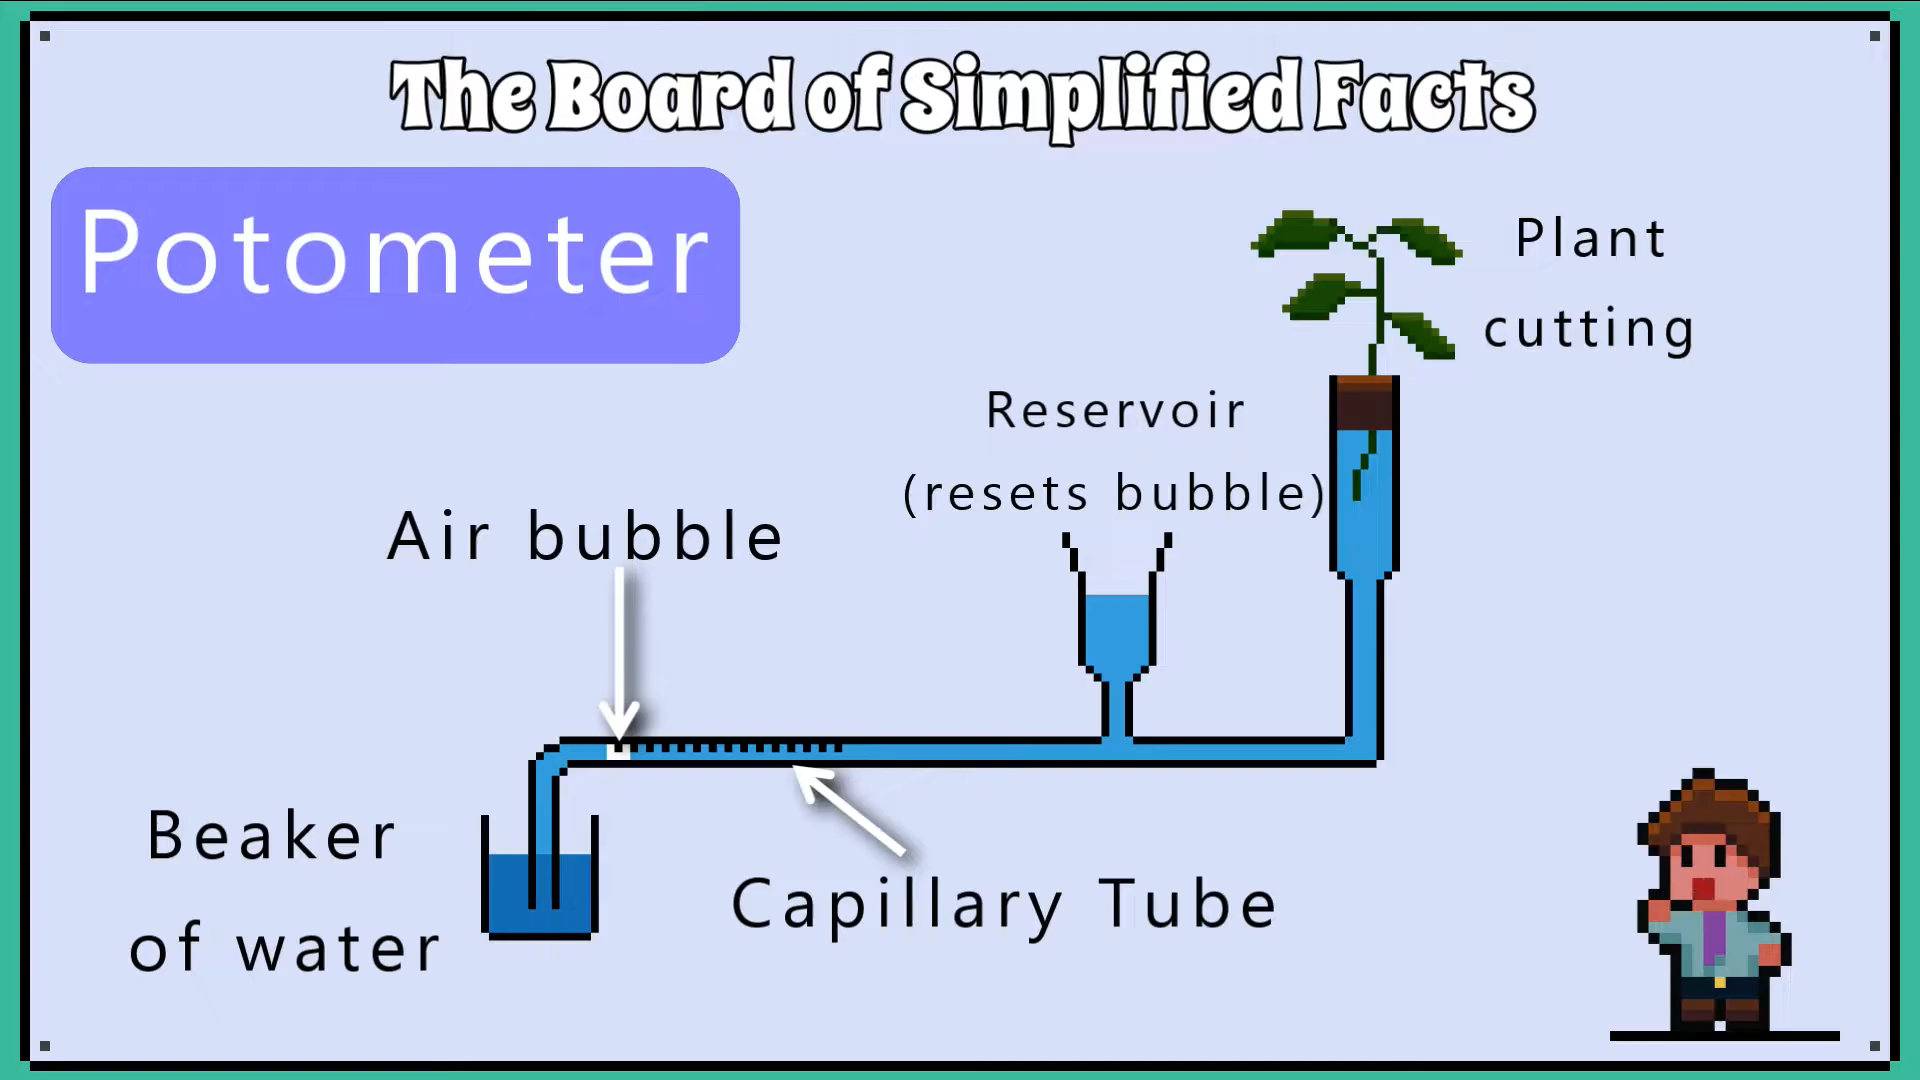 The Board of Simplified Facts
Potometer
Plant
cutting
Reservoir
(resets bubble)
Air bubble
Beaker
of water
Capillary Tube